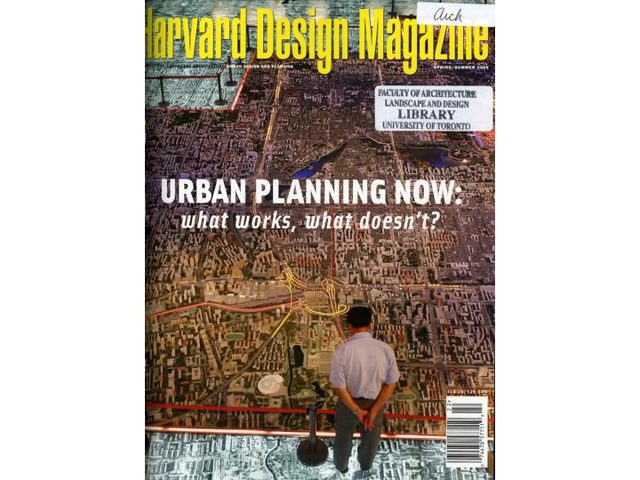 Arch
Harvard Design Magazine
URBAN DESIGN AND PLANNING
SPRING/SUMMER 2005
FACULTY OF ARCHITECTURE
LANDSCAPE AND DESIGN
LIBRARY
UNIVERSITY OF TORONTO
URBAN PLANNING NOW:
what works, what doesn't?